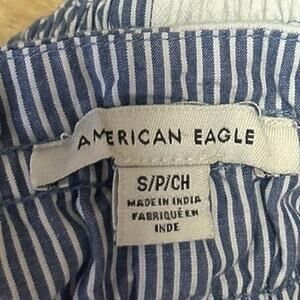 AMERICAN EAGLE
S/P/CH
MADE IN INDIA
FABRIQUÉ EN
INDE